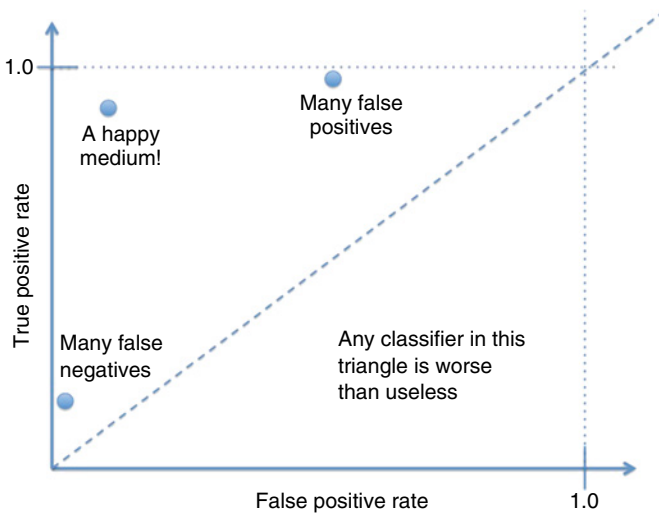 1.0
Many false
positives
A happy
medium!
True positive rate
Many false
negatives
Any classifier in this
triangle is worse
than useless
False positive rate
1.0